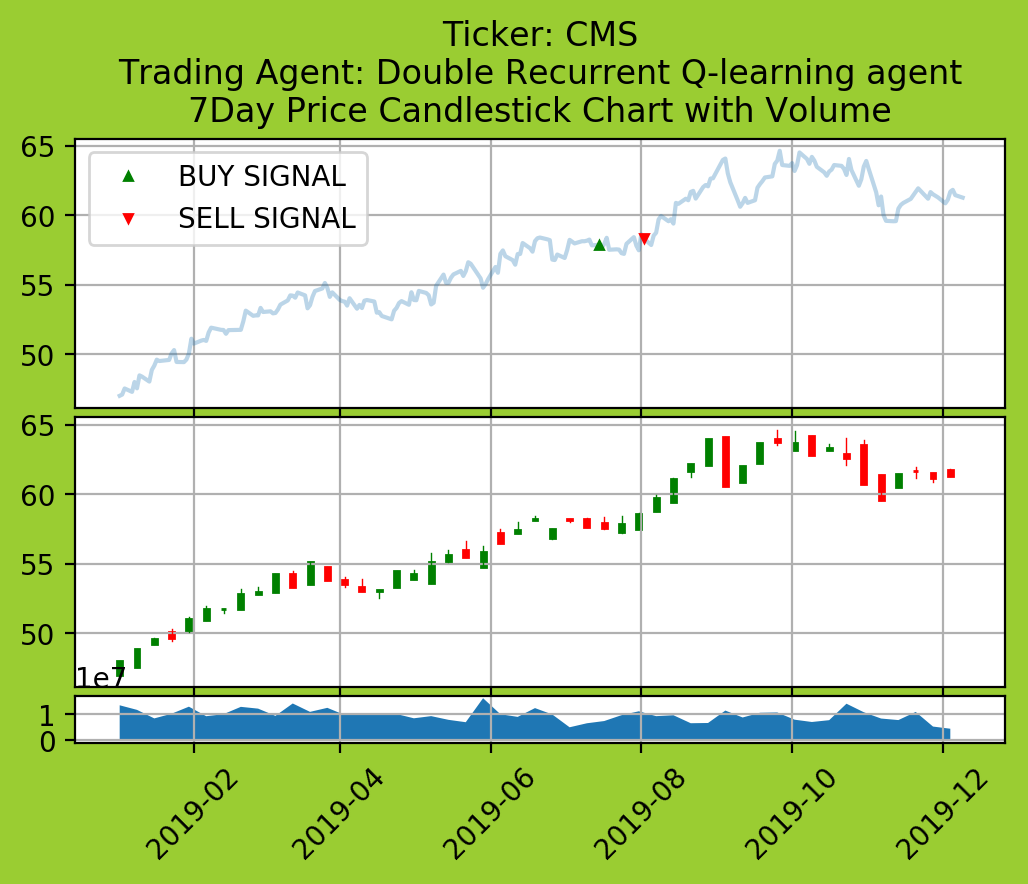 Ticker: CMS
Trading Agent: Double Recurrent Q-learning agent
7Day Price Candlestick Chart with Volume
65
60
55
50
BUY SIGNAL
SELL SIGNAL
65
60
55
50
1e7
1
0
2019-02
2019-04
2019-06
2019-08
2019-10
2019-12